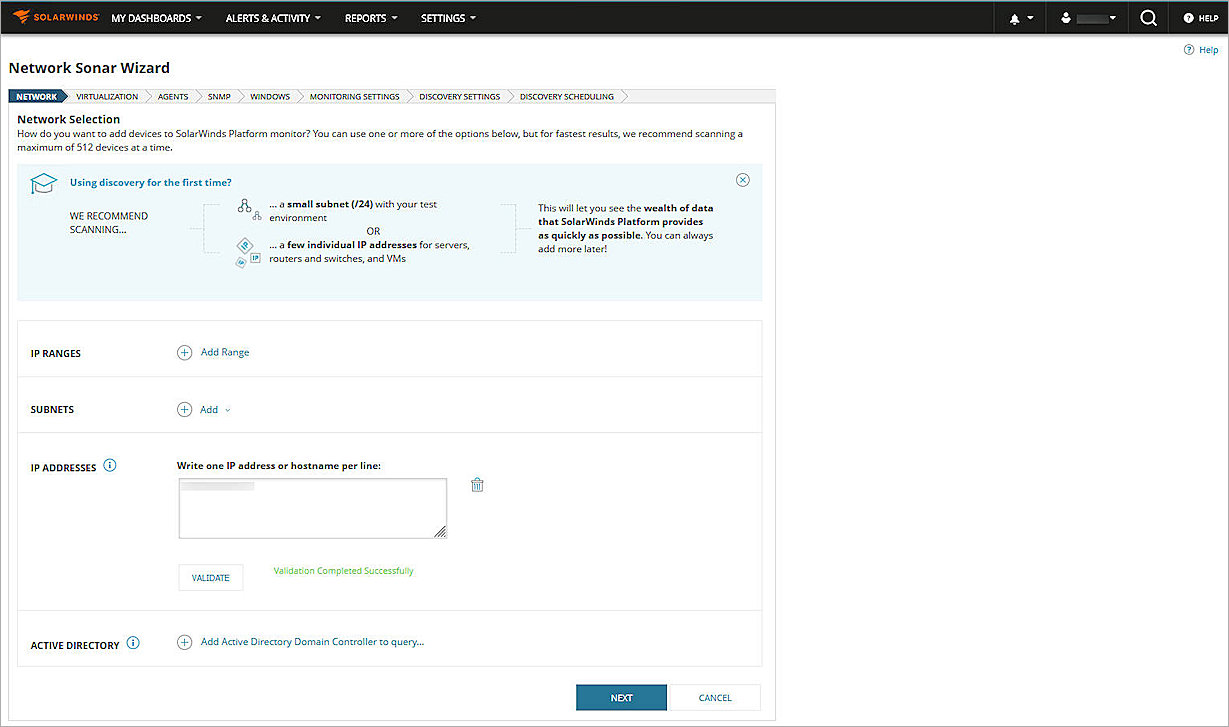 SOLARWINDS MY DASHBOARDS ALERTS & ACTIVITY REPORTS SETTINGS HELP
Help
Network Sonar Wizard
NETWORK VIRTUALIZATION AGENTS SNMP WINDOWS MONITORING SETTINGS DISCOVERY SETTINGS DISCOVERY SCHEDULING
Network Selection
How do you want to add devices to SolarWinds Platform monitor? You can use one or more of the options below, but for fastest results, we recommend scanning a
maximum of 512 devices at a time.
Using discovery for the first time?
WE RECOMMEND
SCANNING...
... a small subnet (/24) with your test
environment
OR
... a few individual IP addresses for servers,
routers and switches, and VMs
IP
IP
IP
This will let you see the wealth of data
that SolarWinds Platform provides
as quickly as possible. You can always
add more later!
IP RANGES Add Range
SUBNETS Add
IP ADDRESSES Write one IP address or hostname per line:
VALIDATE Validation Completed Successfully
ACTIVE DIRECTORY Add Active Directory Domain Controller to query...
NEXT CANCEL